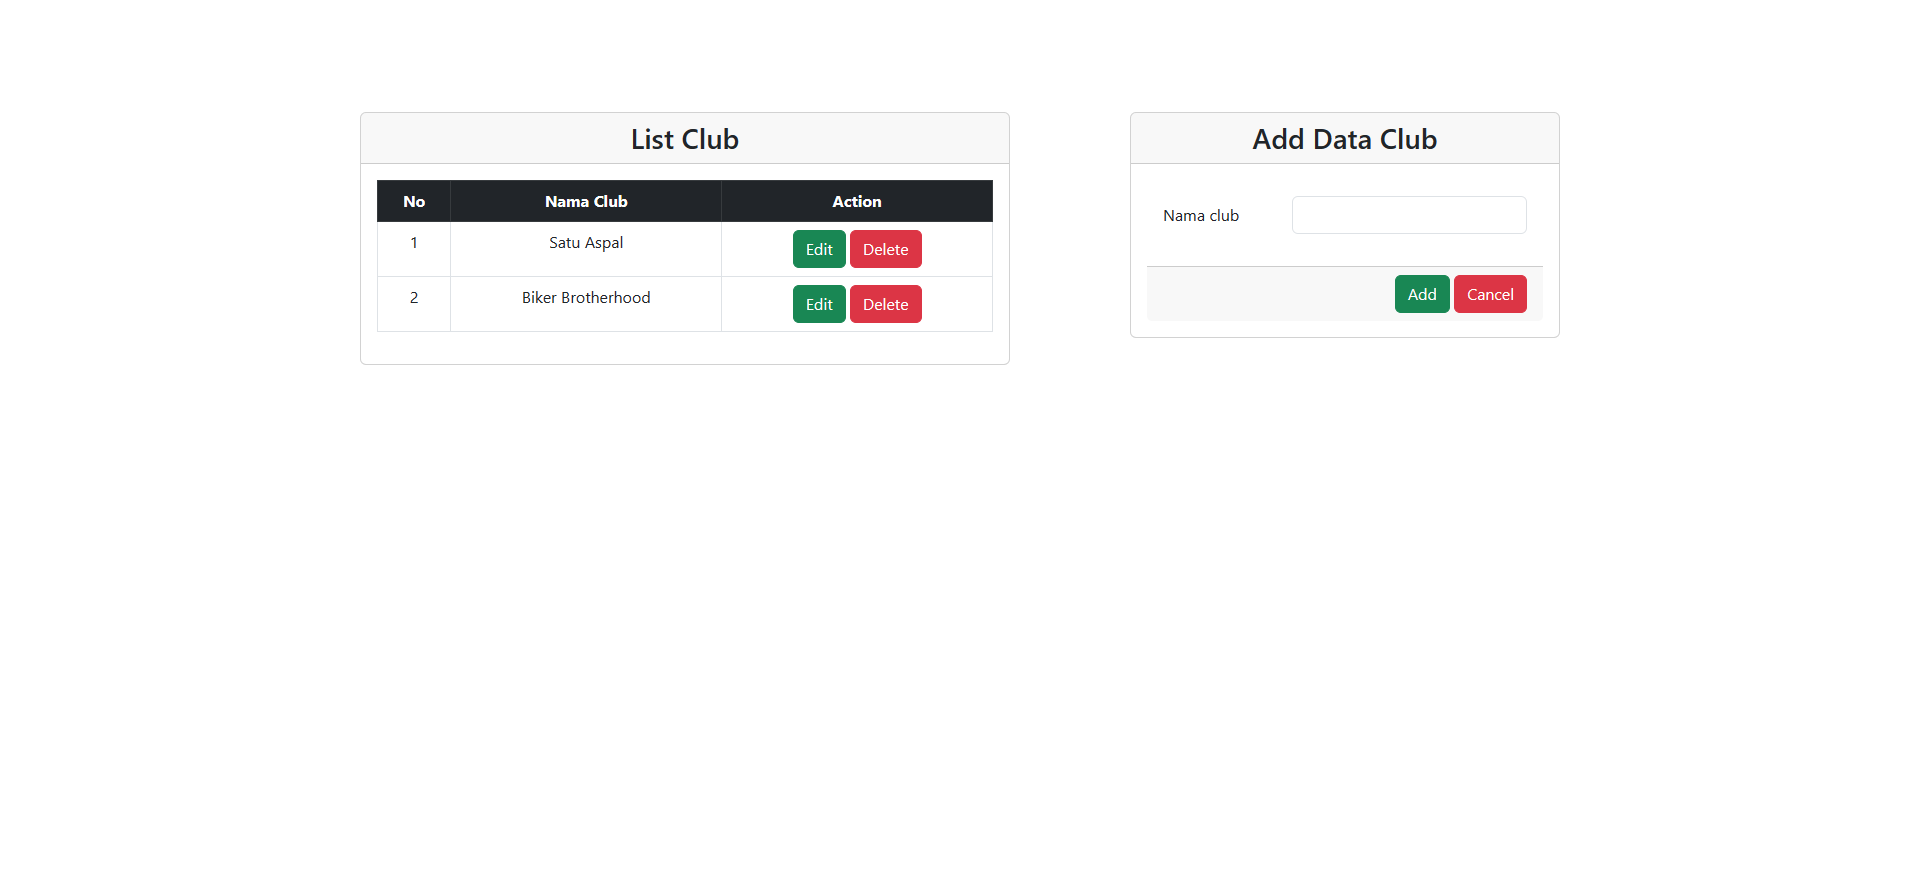 List Club
No Nama Club Action
1 Satu Aspal Edit Delete
2 Biker Brotherhood Edit Delete
Add Data Club
Nama club
Add Cancel